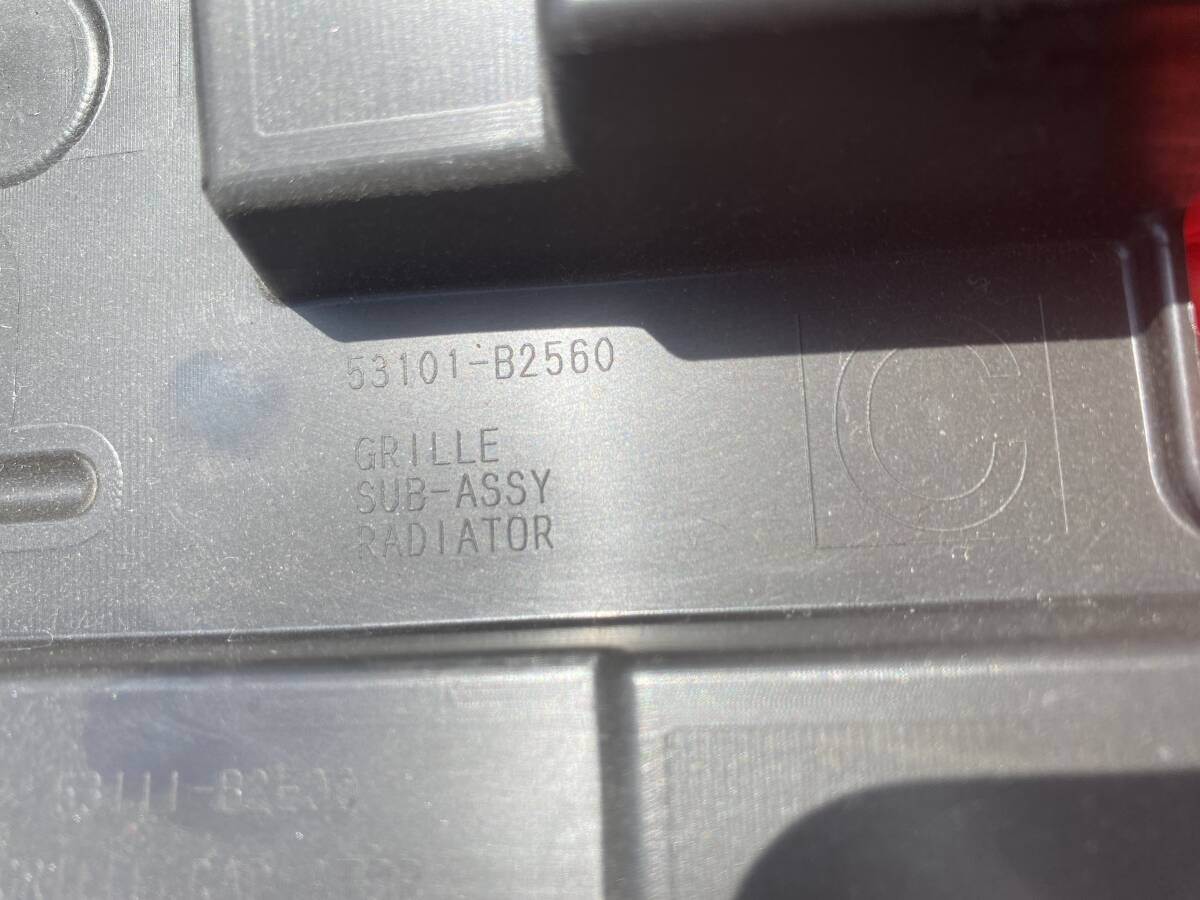 53101-B2560
GRILLE
SUB-ASSY
RADIATOR
C